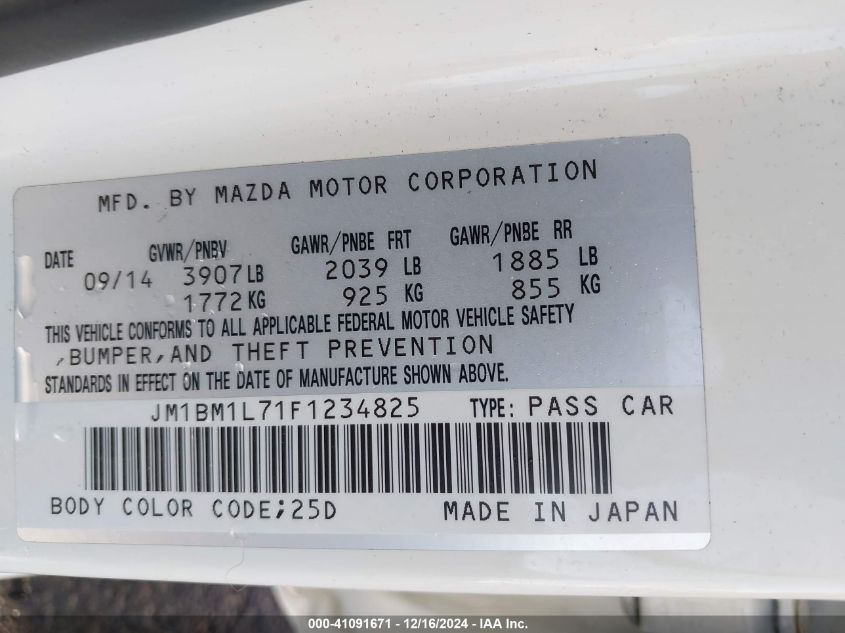 MFD. BY MAZDA MOTOR CORPORATION
DATE GVWR/PNBV GAWR/PNBE FRT GAWR/PNBE RR
09/14 3907 LB 2039 LB 1885 LB
1772 KG 925 KG 855 KG
THIS VEHICLE CONFORMS TO ALL APPLICABLE FEDERAL MOTOR VEHICLE SAFETY
,BUMPER,AND THEFT PREVENTION
STANDARDS IN EFFECT ON THE DATE OF MANUFACTURE SHOWN ABOVE.
JM1BM1L71F1234825 TYPE: PASS CAR
BODY COLOR CODE;25D MADE IN JAPAN
000-41091671 - 12/16/2024 - IAA Inc.